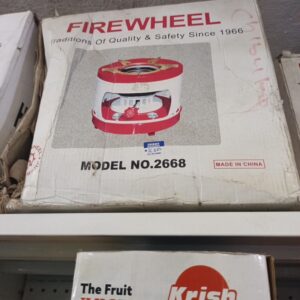 FIREWHEEL
Traditions Of Quality & Safety Since 1966
MODEL NO.2668
MADE IN CHINA
The Fruit
Krish